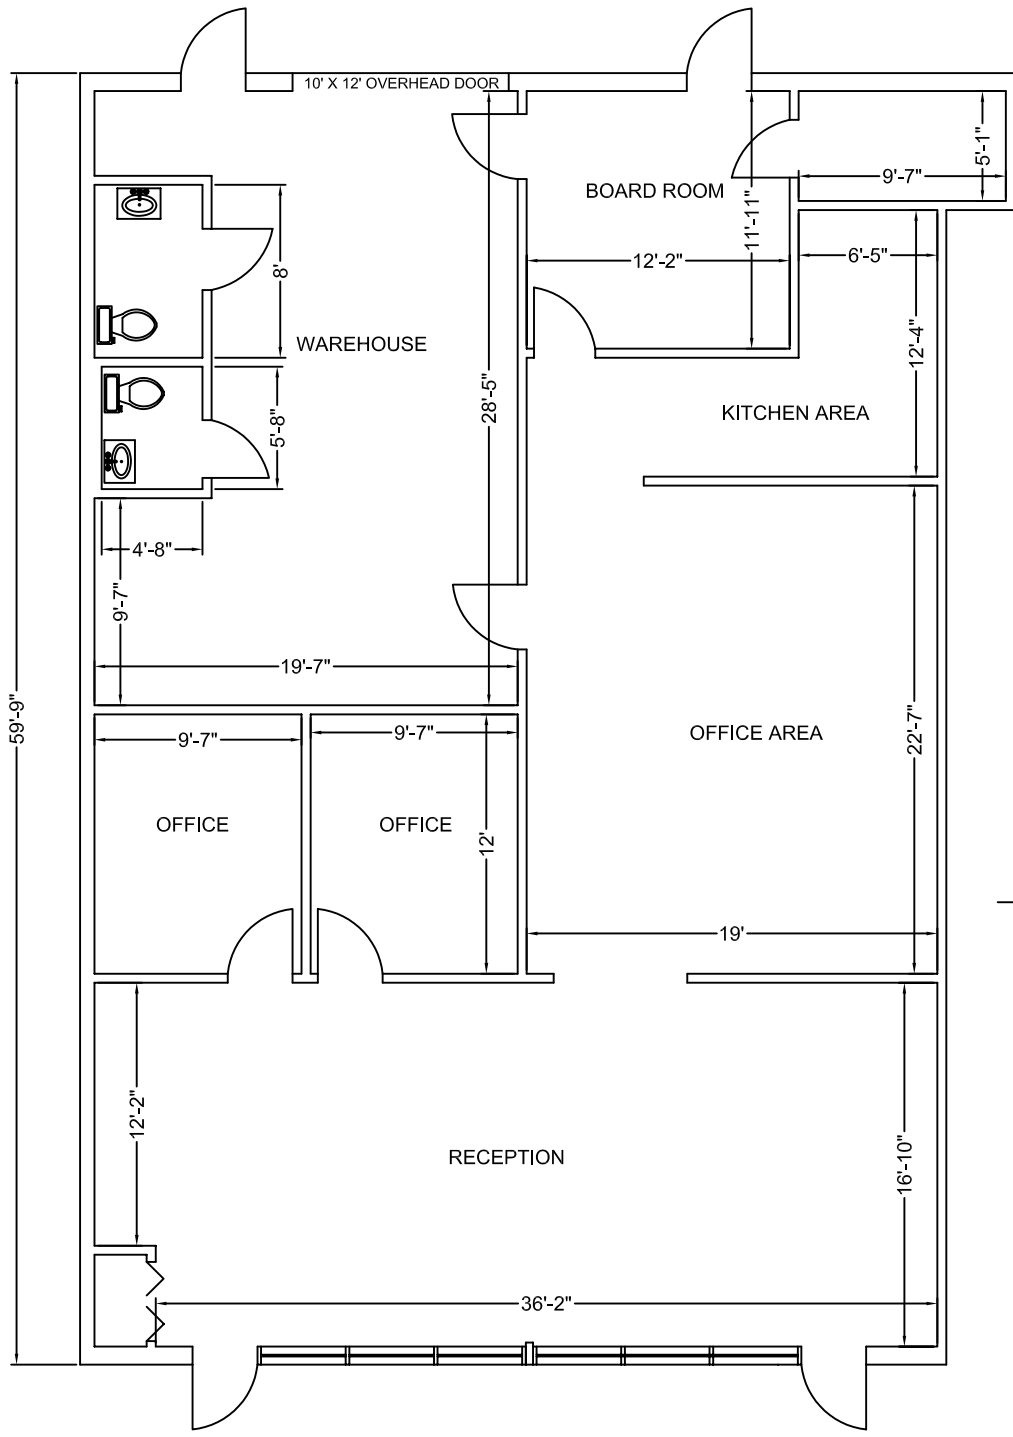 10' X 12' OVERHEAD DOOR
5'-1"
9'-7"
BOARD ROOM
11'-11"
12'-2"
6'-5"
8'
WAREHOUSE
12'-4"
28'-5"
KITCHEN AREA
5'-8"
4'-8"
9'-7"
19'-7"
59'-9"
9'-7"
9'-7"
OFFICE AREA
22'-7"
OFFICE
OFFICE
12'
19'
12'-2"
RECEPTION
16'-10"
36'-2"